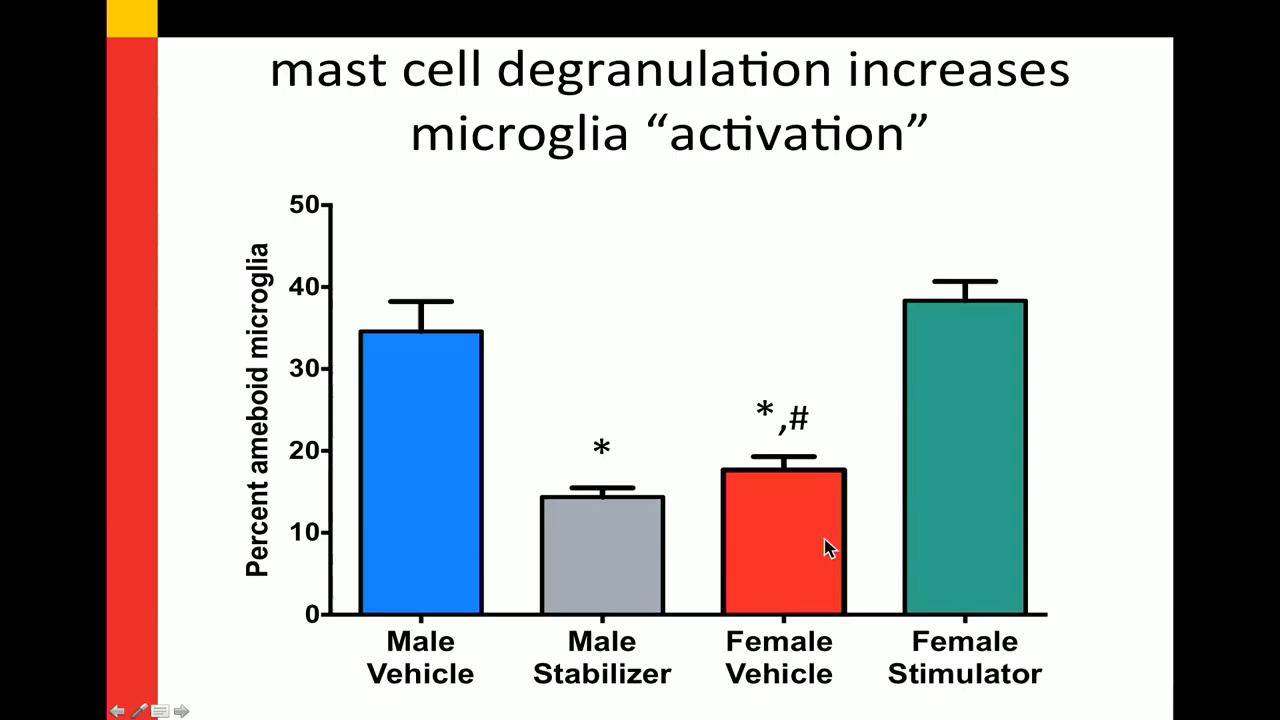 mast cell degranulation increases
microglia “activation”
Percent ameboid microglia
50
40
30
20
10
0
*
*,#
Male
Vehicle
Male
Stabilizer
Female
Vehicle
Female
Stimulator